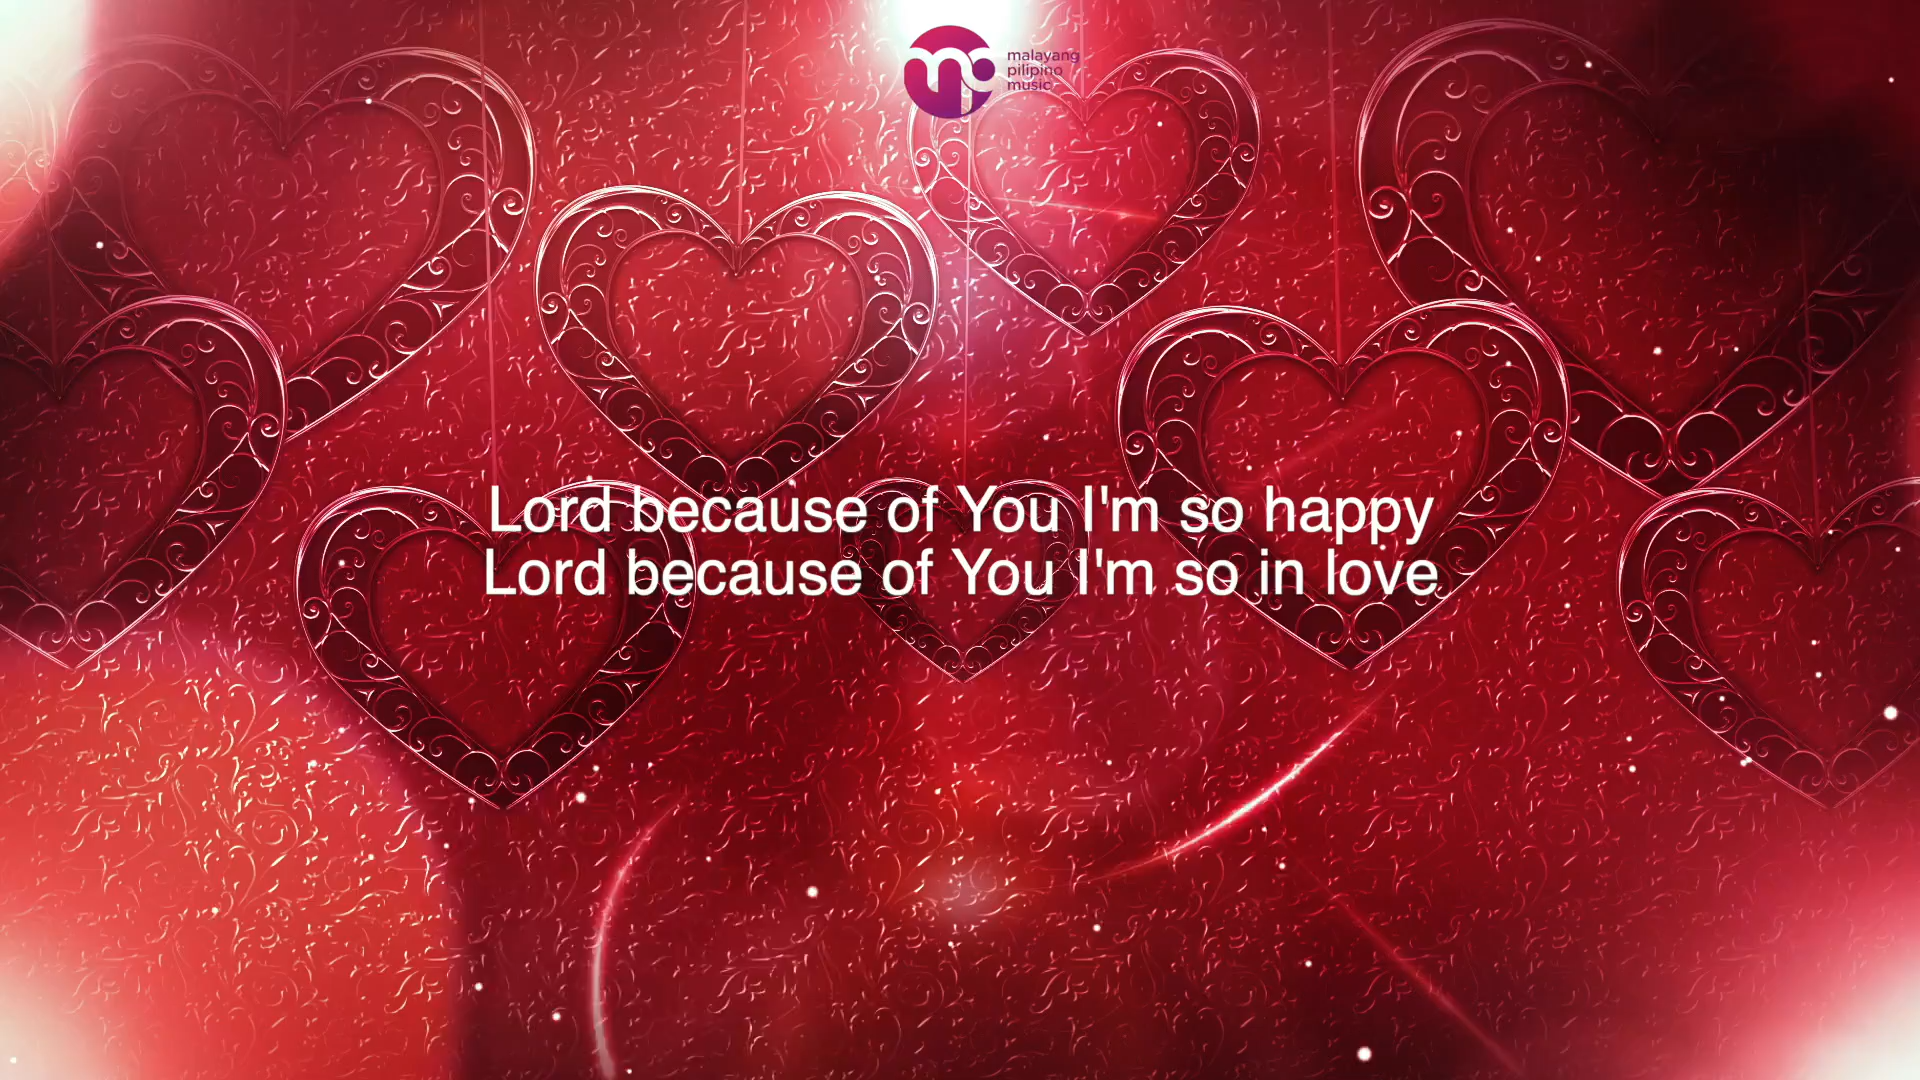 malayang
pilipino
music
Lord because of You I'm so happy
Lord because of You I'm so in love